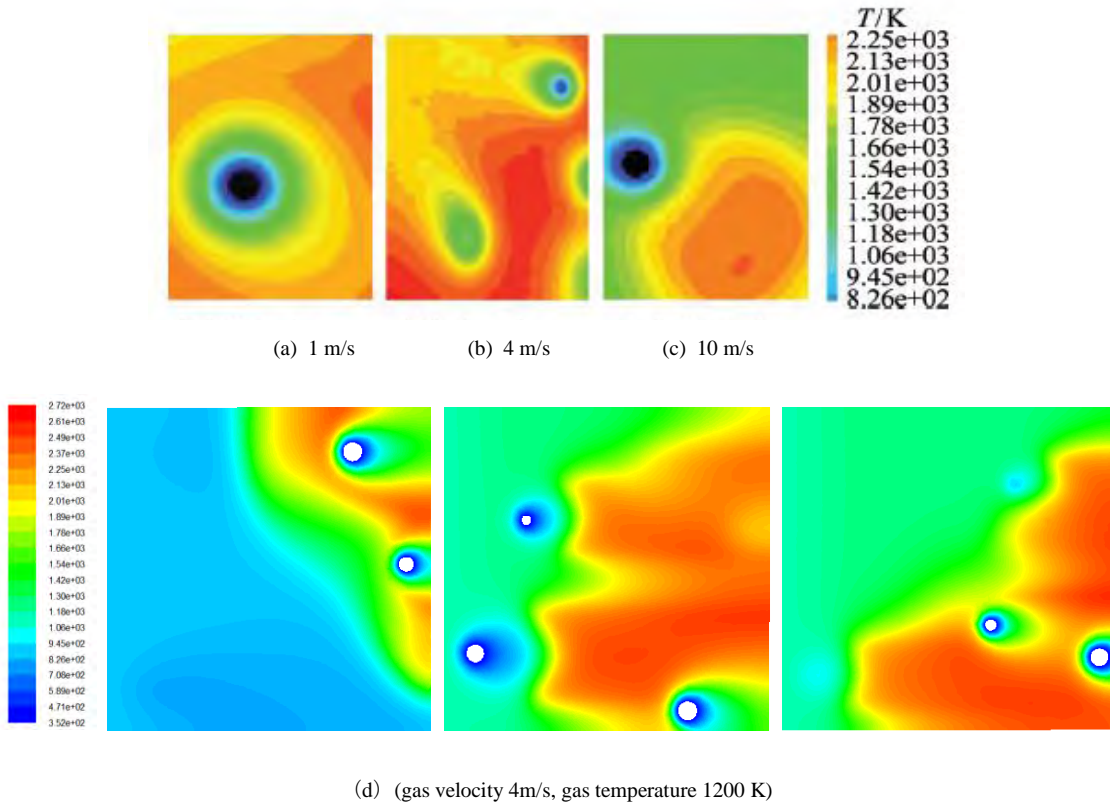 T/K
2.25e+03
2.13e+03
2.01e+03
1.89e+03
1.78e+03
1.66e+03
1.54e+03
1.42e+03
1.30e+03
1.18e+03
1.06e+03
9.45e+02
8.26e+02
(a) 1 m/s (b) 4 m/s (c) 10 m/s
2.72e+03
2.61e+03
2.49e+03
2.37e+03
2.25e+03
2.13e+03
2.01e+03
1.89e+03
1.78e+03
1.66e+03
1.54e+03
1.42e+03
1.30e+03
1.18e+03
1.06e+03
9.45e+02
8.26e+02
7.08e+02
5.89e+02
4.71e+02
3.52e+02
(d) (gas velocity 4m/s, gas temperature 1200 K)